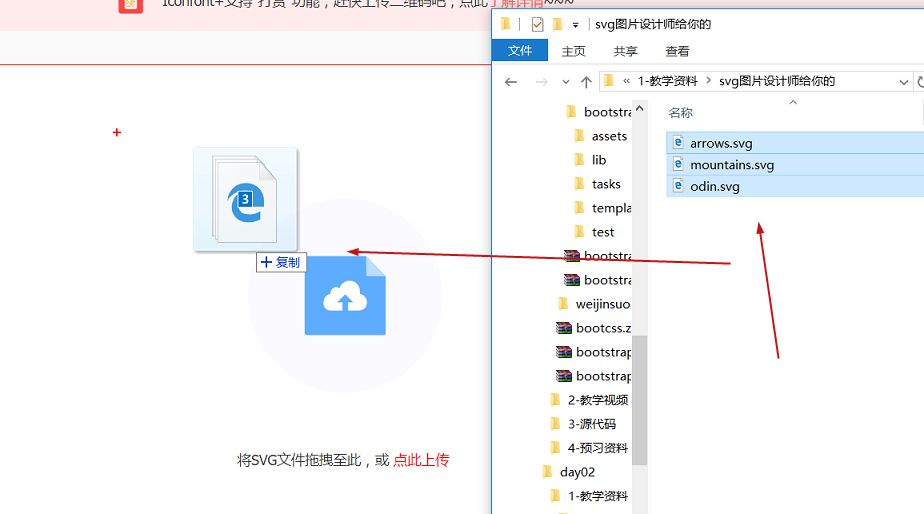 Iconfont+支持"打赏"功能，赶快上传二维码吧，点此了解详情~~~
3
复制
将SVG文件拖拽至此，或 点此上传
svg图片设计师给你的
文件 主页 共享 查看
« 1-教学资料 > svg图片设计师给你的
bootstra
assets
lib
tasks
templa
test
bootstra
bootstra
weijinsuo
bootcss.z
bootstrap
bootstrap
2-教学视频
3-源代码
4-预习资料
day02
1-教学资料
名称
arrows.svg
mountains.svg
odin.svg